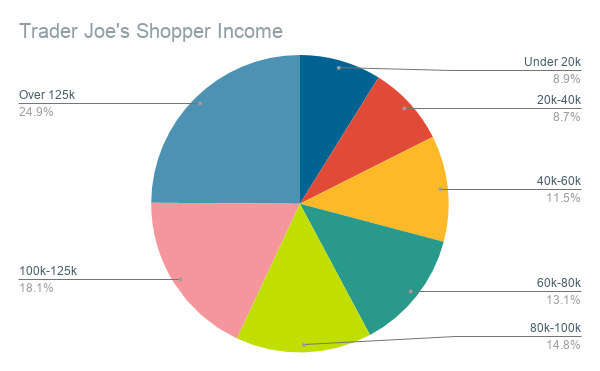 Trader Joe's Shopper Income
Under 20k
8.9%
20k-40k
8.7%
40k-60k
11.5%
60k-80k
13.1%
80k-100k
14.8%
100k-125k
18.1%
Over 125k
24.9%